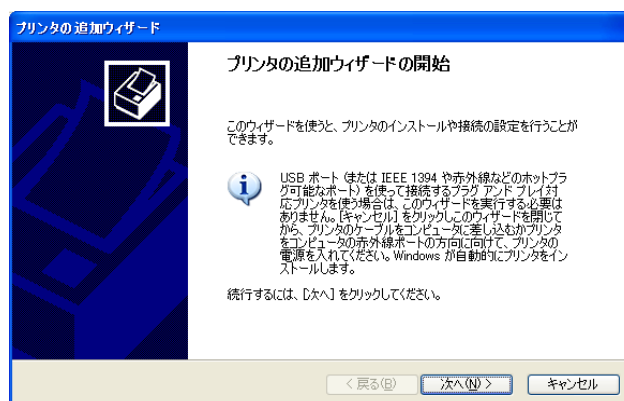 プリンタの追加ウィザード
プリンタの追加ウィザードの開始
このウィザードを使うと、プリンタのインストールや接続の設定を行うことが
できます。
USB ポート (または IEEE 1394 や赤外線などのホットプラ
グ可能なポート) を使って接続するプラグ アンド プレイ対
応プリンタを使う場合は、このウィザードを実行する必要は
ありません。[キャンセル] をクリックしこのウィザードを閉じて
から、プリンタのケーブルをコンピュータに差し込むかプリンタ
をコンピュータの赤外線ポートの方向に向けて、プリンタの
電源を入れてください。Windows が自動的にプリンタをイン
ストールします。
続行するには、[次へ] をクリックしてください。
< 戻る(B)
次へ(N) >
キャンセル